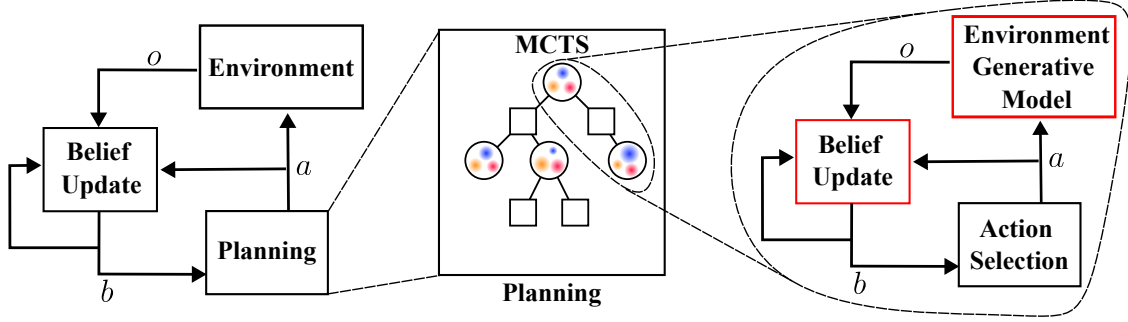 o
Environment
Belief
Update
a
Planning
b
MCTS
Planning
o
Environment
Generative
Model
Belief
Update
a
Action
Selection
b